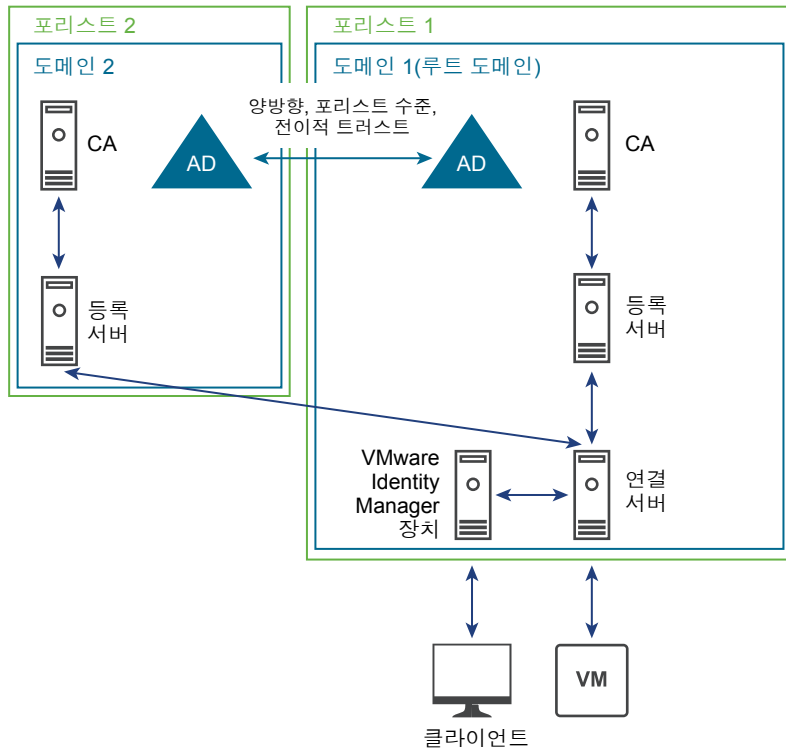 포리스트 2
도메인 2
CA
AD
등록
서버
양방향, 포리스트 수준,
전이적 트러스트
포리스트 1
도메인 1(루트 도메인)
AD
CA
등록
서버
VMware
Identity
Manager
장치
연결
서버
클라이언트
VM